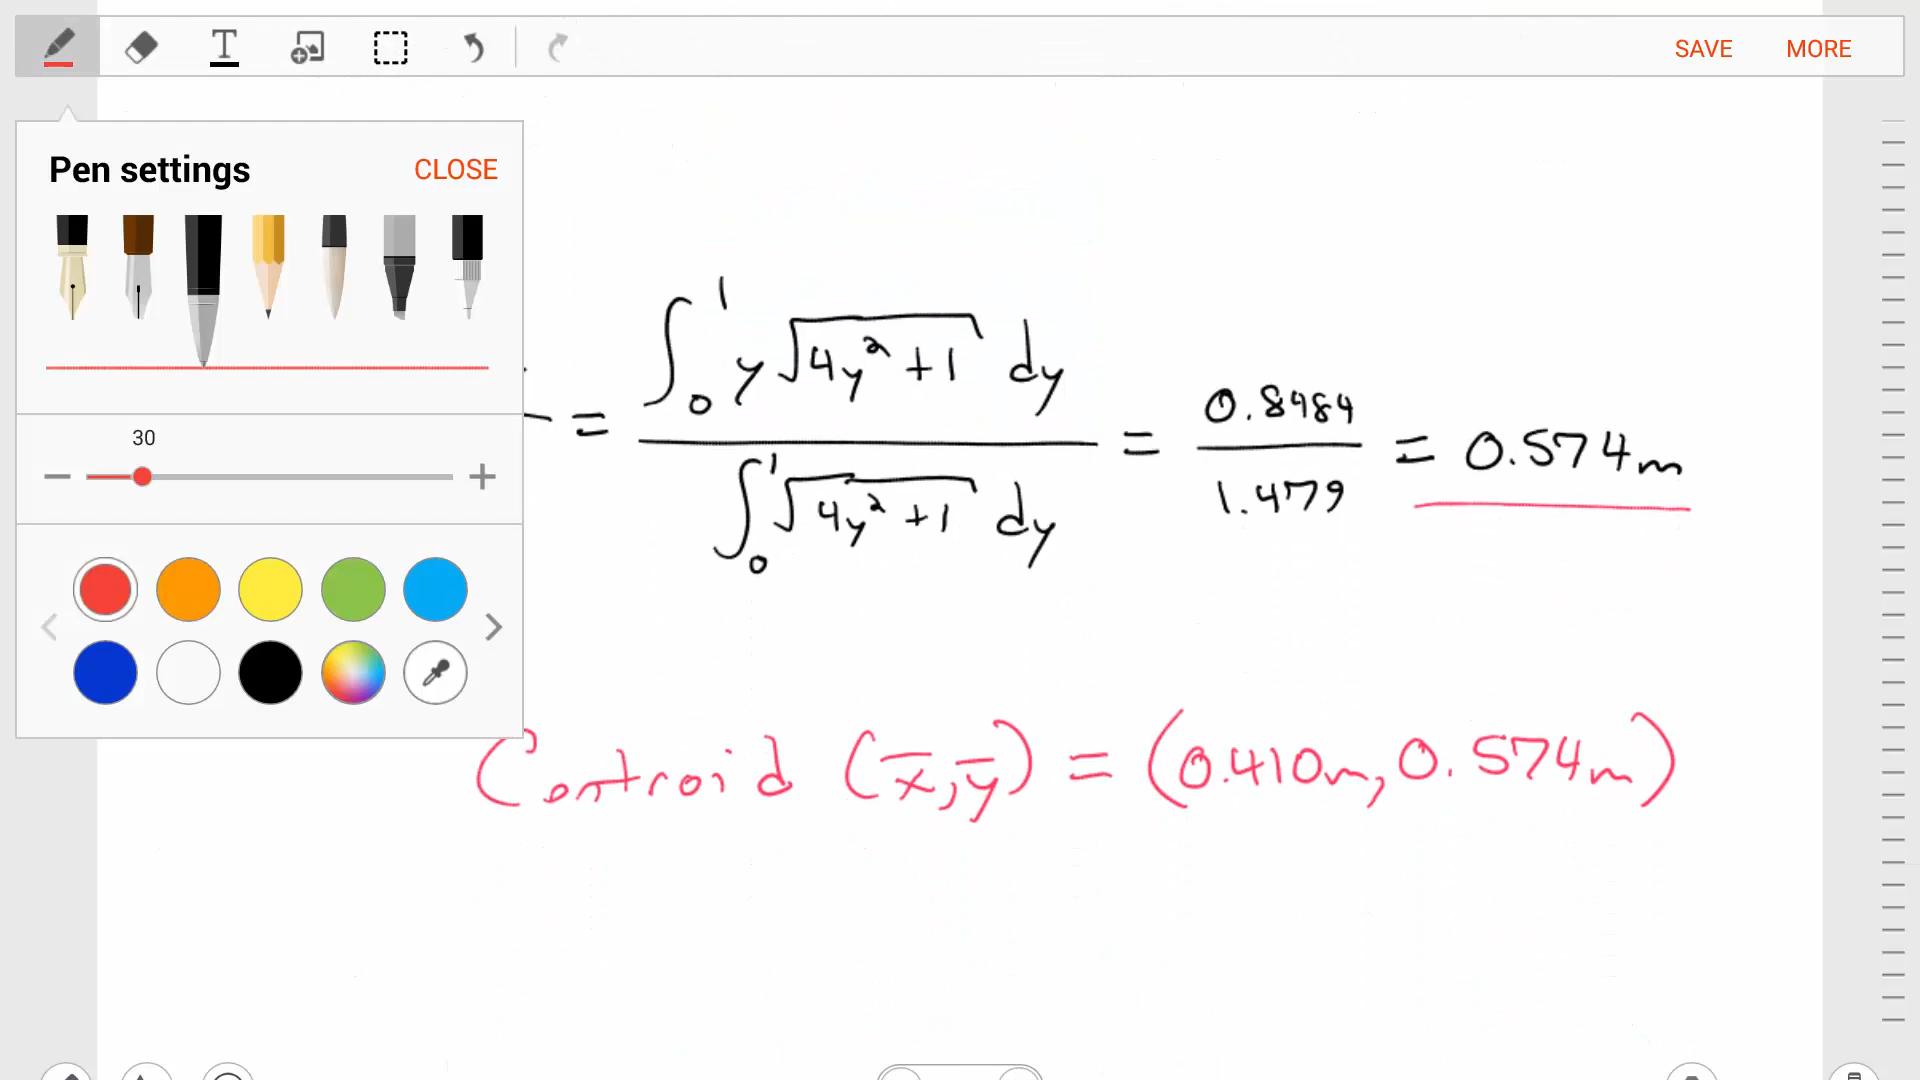 SAVE MORE
Pen settings CLOSE
30
= ∫₀¹ y√(4y²+1) dy / ∫₀¹ √(4y²+1) dy = 0.8484 / 1.479 = 0.574m
Centroid (x̄,ȳ) = (0.410m, 0.574m)